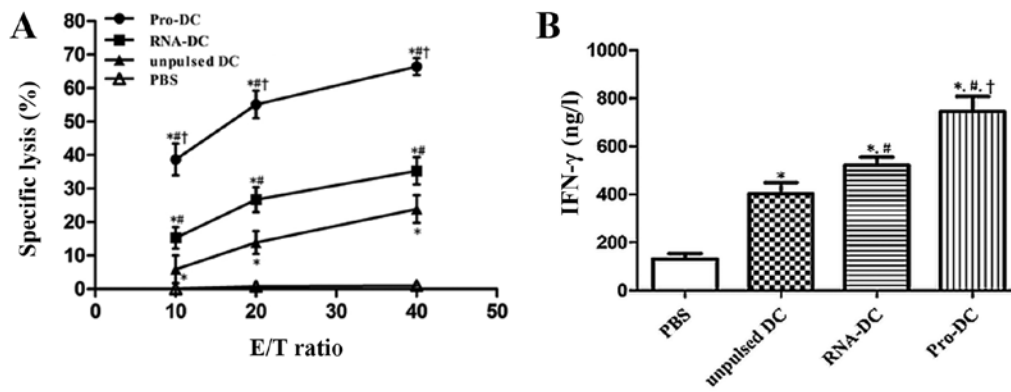 A
Pro-DC
RNA-DC
unpulsed DC
PBS
Specific lysis (%)
80
70
60
50
40
30
20
10
0
*#†
*#†
*#†
*#
*#
*#
*
*
*
0
10
20
30
40
50
E/T ratio
B
IFN-γ (ng/l)
1000
800
600
400
200
0
*
*, #
*, #, †
PBS
unpulsed DC
RNA-DC
Pro-DC